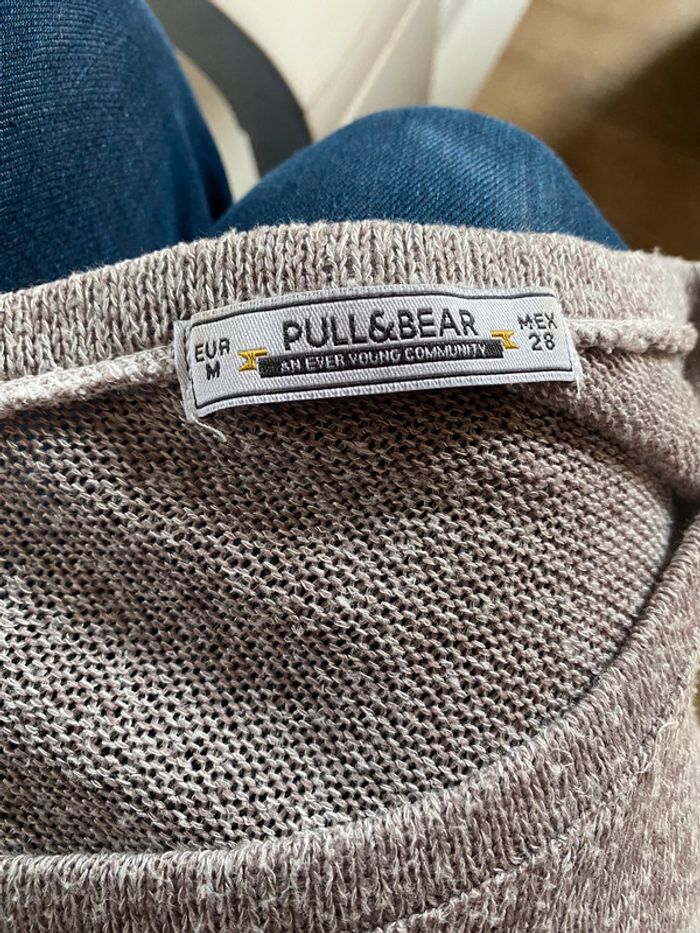 EUR
M
PULL&BEAR
AN EVER YOUNG COMMUNITY
MEX
28